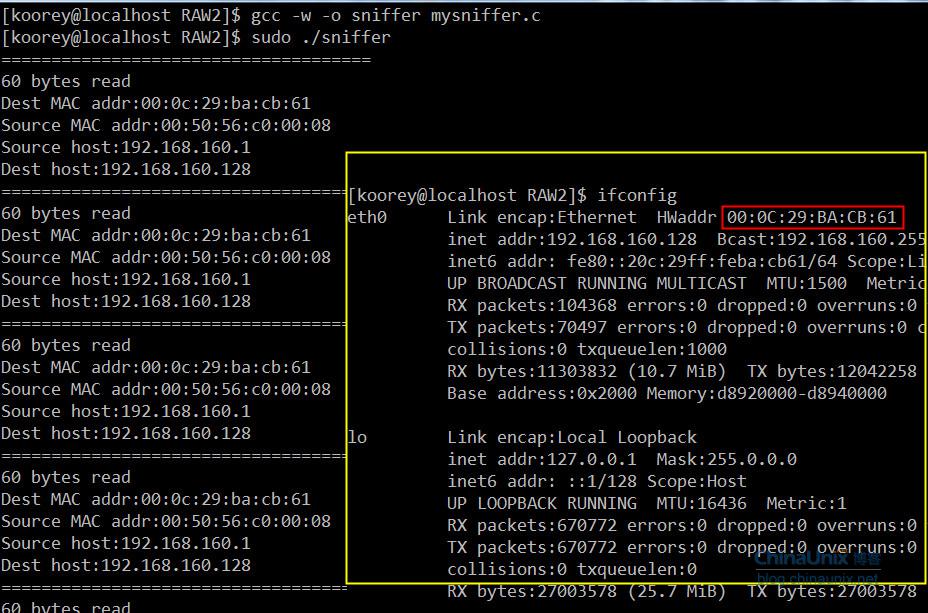 [koorey@localhost RAW2]$ gcc -w -o sniffer mysniffer.c
[koorey@localhost RAW2]$ sudo ./sniffer
=====================================
60 bytes read
Dest MAC addr:00:0c:29:ba:cb:61
Source MAC addr:00:50:56:c0:00:08
Source host:192.168.160.1
Dest host:192.168.160.128
===================================
60 bytes read
Dest MAC addr:00:0c:29:ba:cb:61
Source MAC addr:00:50:56:c0:00:08
Source host:192.168.160.1
Dest host:192.168.160.128
===================================
60 bytes read
Dest MAC addr:00:0c:29:ba:cb:61
Source MAC addr:00:50:56:c0:00:08
Source host:192.168.160.1
Dest host:192.168.160.128
===================================
60 bytes read
Dest MAC addr:00:0c:29:ba:cb:61
Source MAC addr:00:50:56:c0:00:08
Source host:192.168.160.1
Dest host:192.168.160.128
===================================
60 bytes read
[koorey@localhost RAW2]$ ifconfig
eth0 Link encap:Ethernet HWaddr 00:0C:29:BA:CB:61
inet addr:192.168.160.128 Bcast:192.168.160.255
inet6 addr: fe80::20c:29ff:feba:cb61/64 Scope:Li
UP BROADCAST RUNNING MULTICAST MTU:1500 Metric
RX packets:104368 errors:0 dropped:0 overruns:0
TX packets:70497 errors:0 dropped:0 overruns:0 c
collisions:0 txqueuelen:1000
RX bytes:11303832 (10.7 MiB) TX bytes:12042258
Base address:0x2000 Memory:d8920000-d8940000
lo Link encap:Local Loopback
inet addr:127.0.0.1 Mask:255.0.0.0
inet6 addr: ::1/128 Scope:Host
UP LOOPBACK RUNNING MTU:16436 Metric:1
RX packets:670772 errors:0 dropped:0 overruns:0
TX packets:670772 errors:0 dropped:0 overruns:0
collisions:0 txqueuelen:0
RX bytes:27003578 (25.7 MiB) TX bytes:27003578
ChinaUnix 博客
blog.chinaunix.net